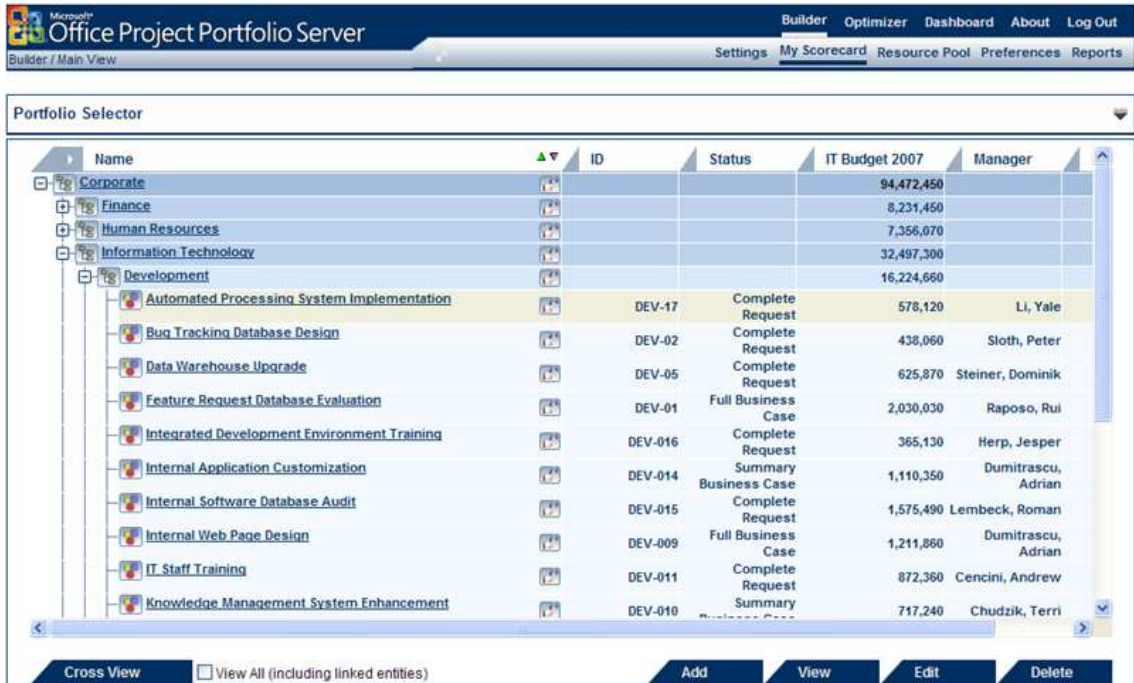 Microsoft®
Office Project Portfolio Server
Builder Optimizer Dashboard About Log Out
Builder / Main View
Settings My Scorecard Resource Pool Preferences Reports
Portfolio Selector
Name ID Status IT Budget 2007 Manager
Corporate 94,472,450
Finance 8,231,450
Human Resources 7,356,070
Information Technology 32,497,300
Development 16,224,660
Automated Processing System Implementation DEV-17 Complete Request 578,120 Li, Yale
Bug Tracking Database Design DEV-02 Complete Request 438,060 Sloth, Peter
Data Warehouse Upgrade DEV-05 Complete Request 625,870 Steiner, Dominik
Feature Request Database Evaluation DEV-01 Full Business Case 2,030,030 Raposo, Rui
Integrated Development Environment Training DEV-016 Complete Request 365,130 Herp, Jesper
Internal Application Customization DEV-014 Summary Business Case 1,110,350 Dumitrascu, Adrian
Internal Software Database Audit DEV-015 Complete Request 1,575,490 Lembeck, Roman
Internal Web Page Design DEV-009 Full Business Case 1,211,860 Dumitrascu, Adrian
IT Staff Training DEV-011 Complete Request 872,360 Cencini, Andrew
Knowledge Management System Enhancement DEV-010 Summary 717,240 Chudzik, Terri
Cross View View All (including linked entities) Add View Edit Delete